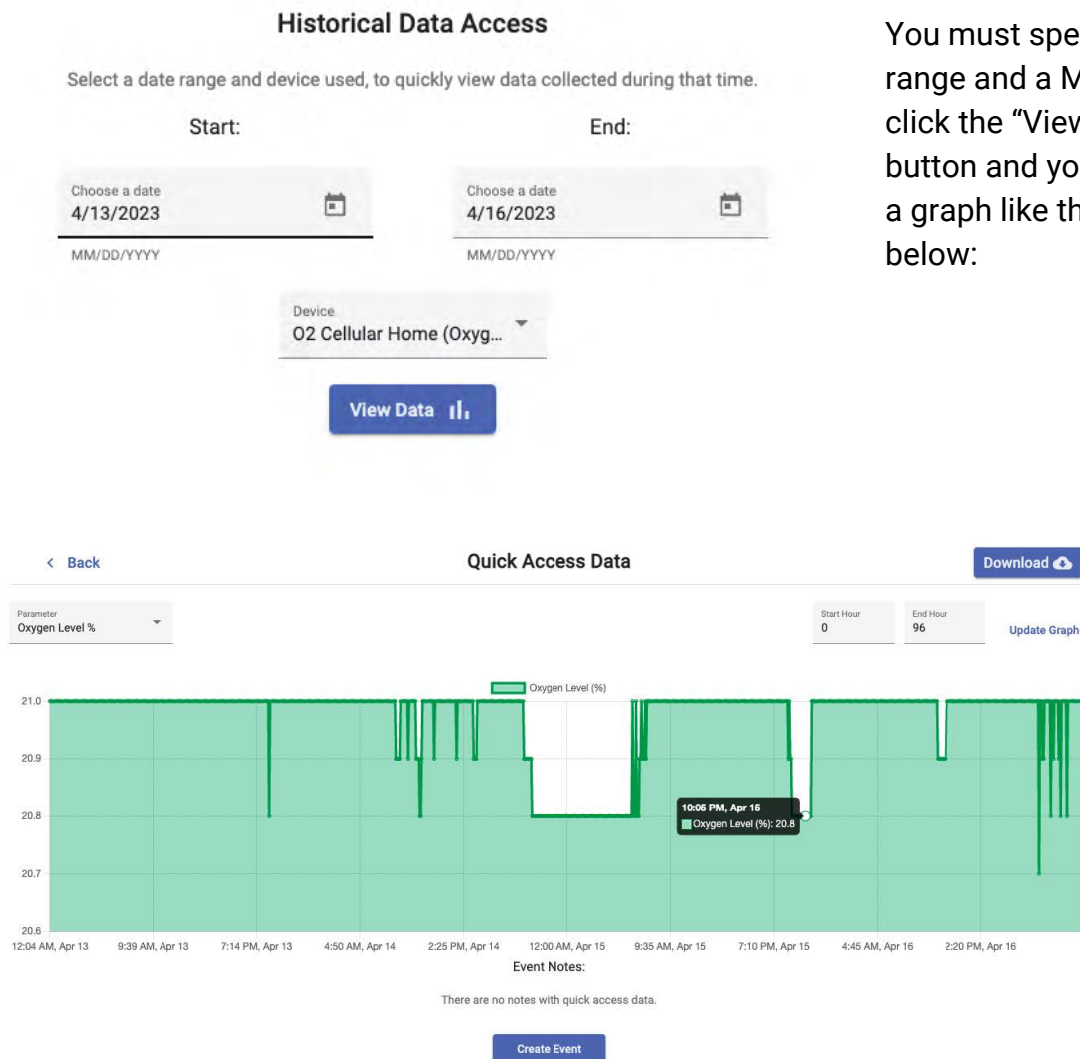 Historical Data Access
Select a date range and device used, to quickly view data collected during that time.
Start:
End:
Choose a date
4/13/2023
MM/DD/YYYY
Choose a date
4/16/2023
MM/DD/YYYY
Device
O2 Cellular Home (Oxyg...
View Data
You must spe
range and a M
click the “View
button and yo
a graph like th
below:
< Back
Quick Access Data
Download
Parameter
Oxygen Level %
Start Hour
0
End Hour
96
Update Graph
Oxygen Level (%)
21.0
20.9
20.8
20.7
20.6
10:05 PM, Apr 15
Oxygen Level (%): 20.8
12:04 AM, Apr 13
9:39 AM, Apr 13
7:14 PM, Apr 13
4:50 AM, Apr 14
2:25 PM, Apr 14
12:00 AM, Apr 15
9:35 AM, Apr 15
7:10 PM, Apr 15
4:45 AM, Apr 16
2:20 PM, Apr 16
Event Notes:
There are no notes with quick access data.
Create Event